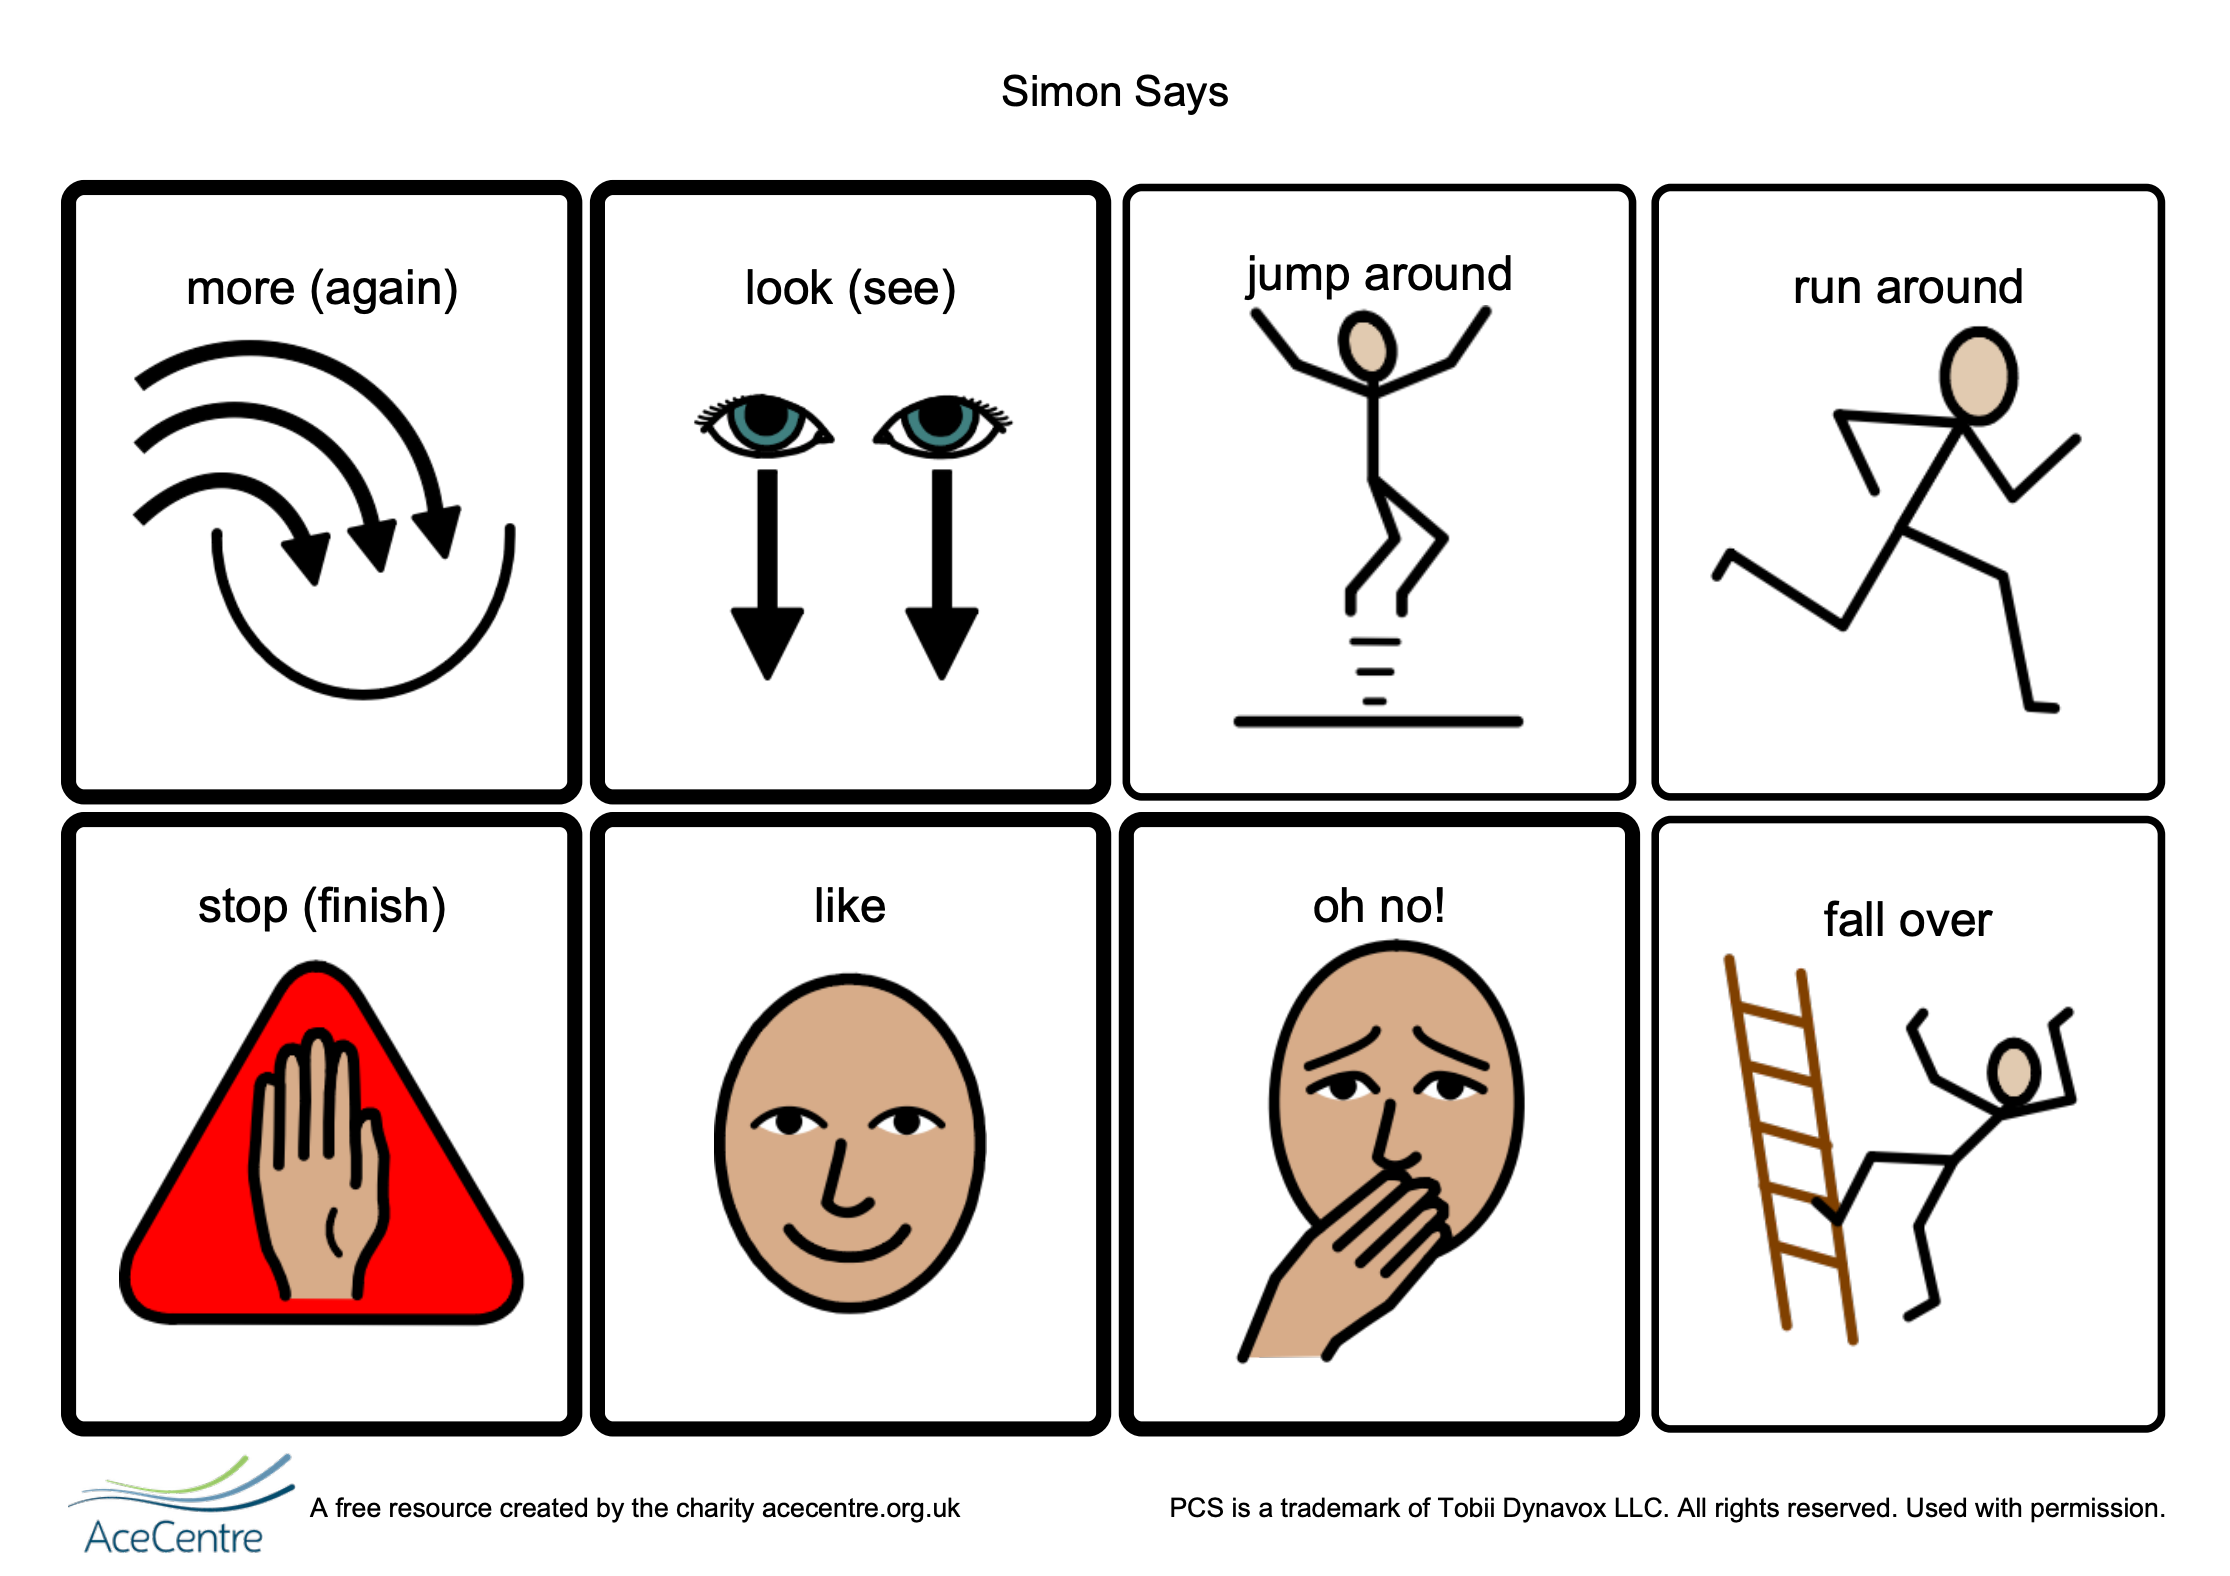 Simon Says
more (again)
look (see)
jump around
run around
stop (finish)
like
oh no!
fall over
AceCentre
A free resource created by the charity acecentre.org.uk
PCS is a trademark of Tobii Dynavox LLC. All rights reserved. Used with permission.